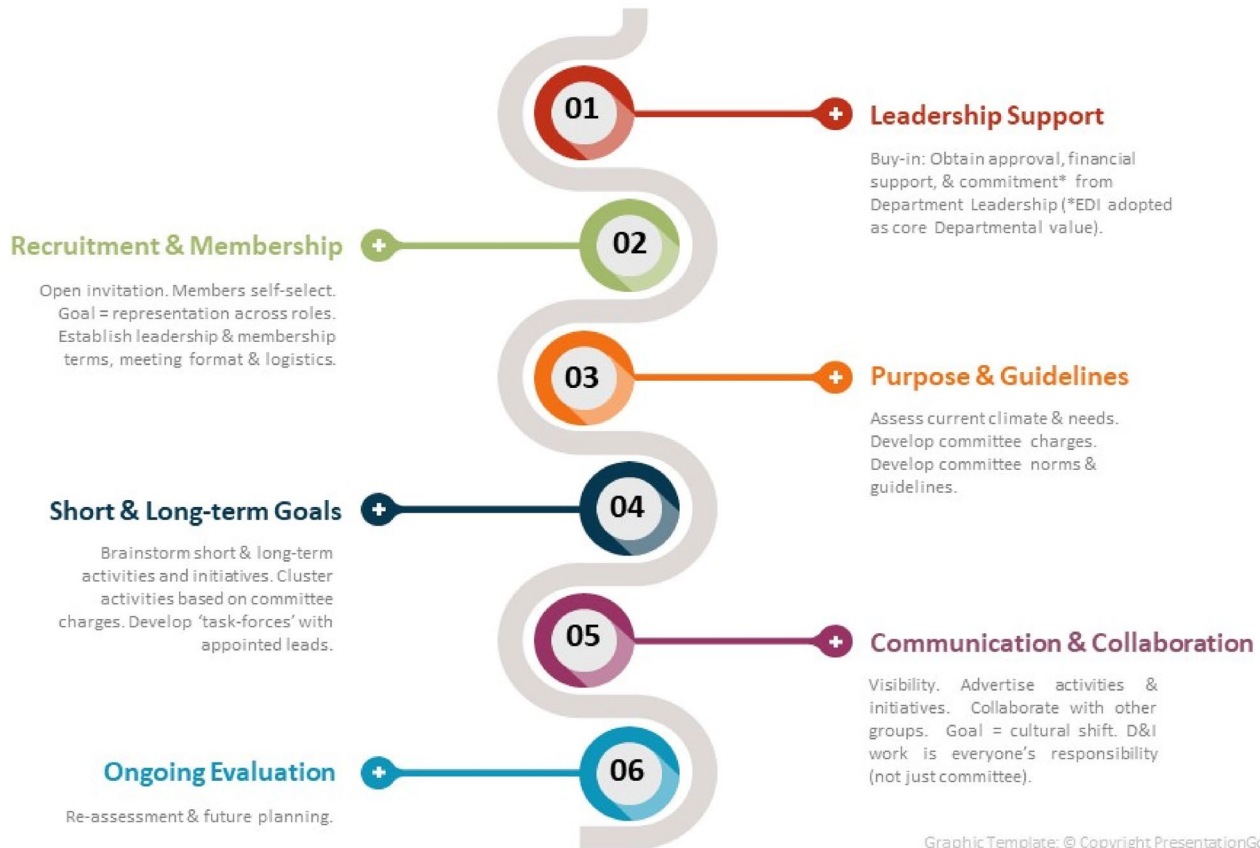 01
Leadership Support
Buy-in: Obtain approval, financial
support, & commitment* from
Department Leadership (*EDI adopted
as core Departmental value).
02
Recruitment & Membership
Open invitation. Members self-select.
Goal = representation across roles.
Establish leadership & membership
terms, meeting format & logistics.
03
Purpose & Guidelines
Assess current climate & needs.
Develop committee charges.
Develop committee norms &
guidelines.
04
Short & Long-term Goals
Brainstorm short & long-term
activities and initiatives. Cluster
activities based on committee
charges. Develop ‘task-forces’ with
appointed leads.
05
Communication & Collaboration
Visibility. Advertise activities &
initiatives. Collaborate with other
groups. Goal = cultural shift. D&I
work is everyone’s responsibility
(not just committee).
06
Ongoing Evaluation
Re-assessment & future planning.
Graphic Template: © Copyright